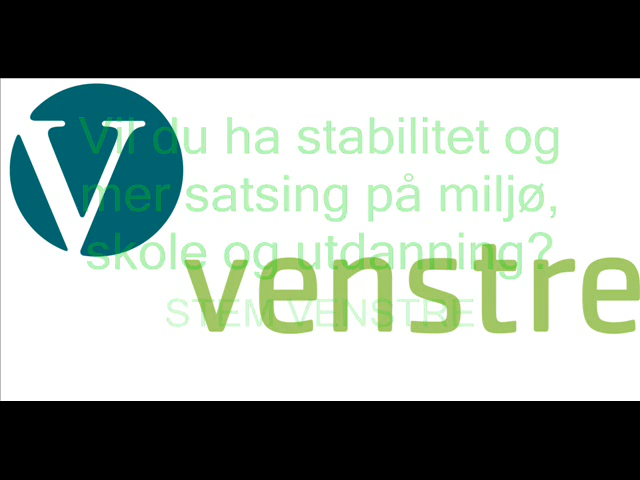 V
Vil du ha stabilitet og
mer satsing på miljø,
skole og utdanning?
venstre
STEM VENSTRE